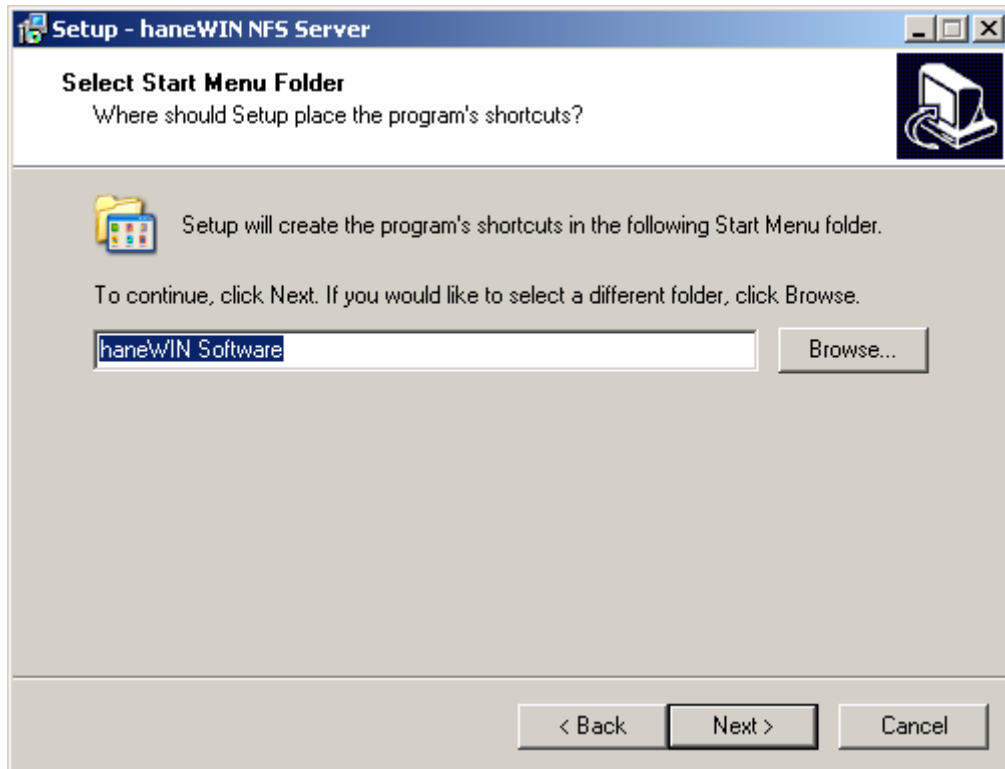 Setup - haneWIN NFS Server
Select Start Menu Folder
Where should Setup place the program's shortcuts?
Setup will create the program's shortcuts in the following Start Menu folder.
To continue, click Next. If you would like to select a different folder, click Browse.
haneWIN Software
Browse...
< Back
Next >
Cancel